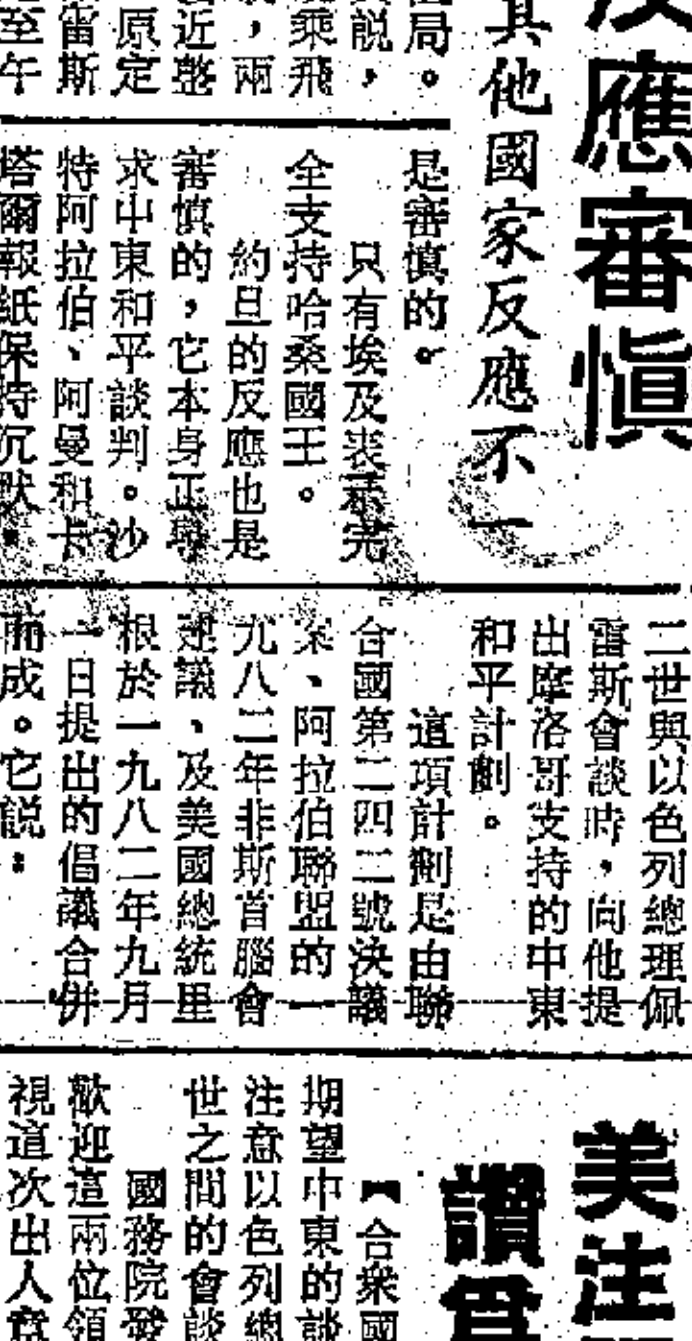 應審慎
其他國家反應不一
局。
說，
乘飛
，兩
近整
原定
雷斯
至午
是審慎的。
只有埃及表示完
全支持哈桑國王。
約旦的反應也是
審慎的，它本身正尋
求中東和平談判。沙
特阿拉伯、阿曼和卡
塔爾報紙保持沉默。
二世與以色列總理佩
雷斯會談時，向他提
出摩洛哥支持的中東
和平計劃。
這項計劃是由聯
合國第二四二號決議
案、阿拉伯聯盟的一
九八二年非斯首腦會
建議、及美國總統里
根於一九八二年九月
一日提出的倡議合併
而成。它說：
美注
讚爲
【合衆國
期望中東的談
注意以色列總
世之間的會談
國務院發
歡迎這兩位領
視這次出人意